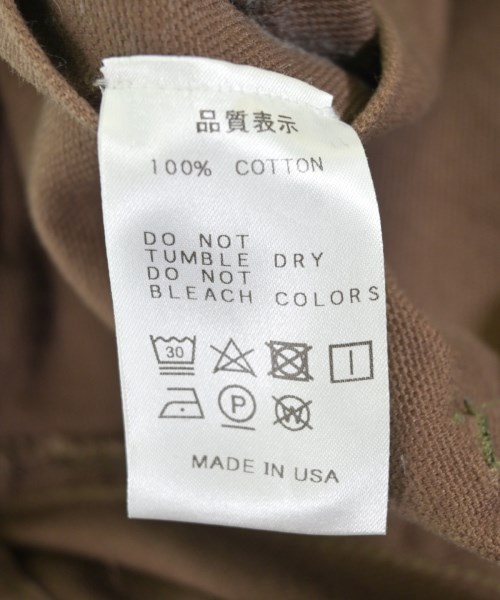 品質表示
100% COTTON
DO NOT
TUMBLE DRY
DO NOT
BLEACH COLORS
30
P
W
MADE IN USA